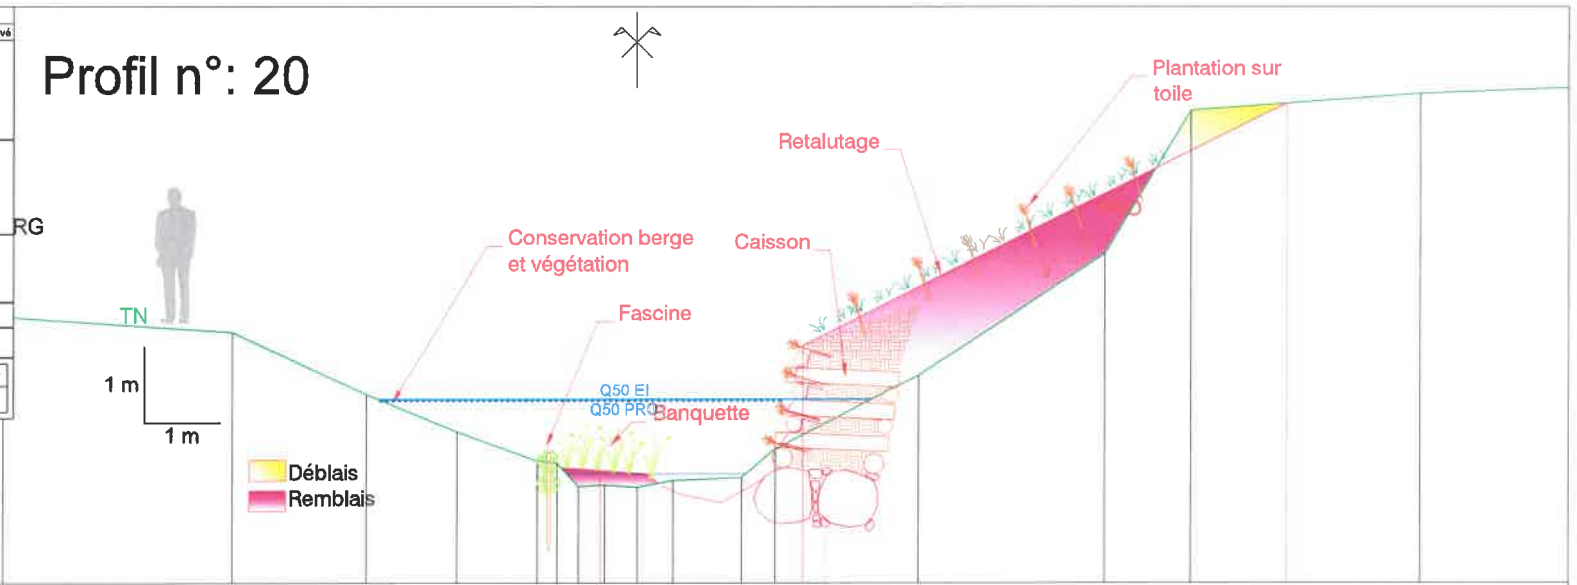 vé
Profil n°: 20
Plantation sur
toile
Retalutage
RG
Conservation berge
et végétation
Caisson
Fascine
TN
1 m
1 m
Q50 EI
Q50 PRO
Banquette
Déblais
Remblais